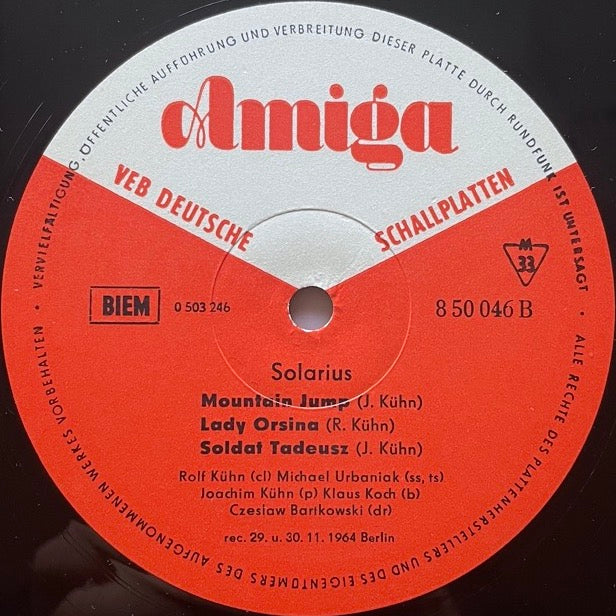 VERVIELFÄLTIGUNG, ÖFFENTLICHE AUFFÜHRUNG UND VERBREITUNG DIESER PLATTE DURCH RUNDFUNK IST UNTERSAGT • ALLE RECHTE DES PLATTENHERSTELLERS UND DES EIGENTÜMERS DES AUFGENOMMENEN WERKES VORBEHALTEN •
Amiga
VEB DEUTSCHE SCHALLPLATTEN
M
33
BIEM 0 503 246 8 50 046 B
Solarius
Mountain Jump (J. Kühn)
Lady Orsina (R. Kühn)
Soldat Tadeusz (J. Kühn)
Rolf Kühn (cl) Michael Urbaniak (ss, ts)
Joachim Kühn (p) Klaus Koch (b)
Czeslaw Bartkowski (dr)
rec. 29. u. 30. 11. 1964 Berlin